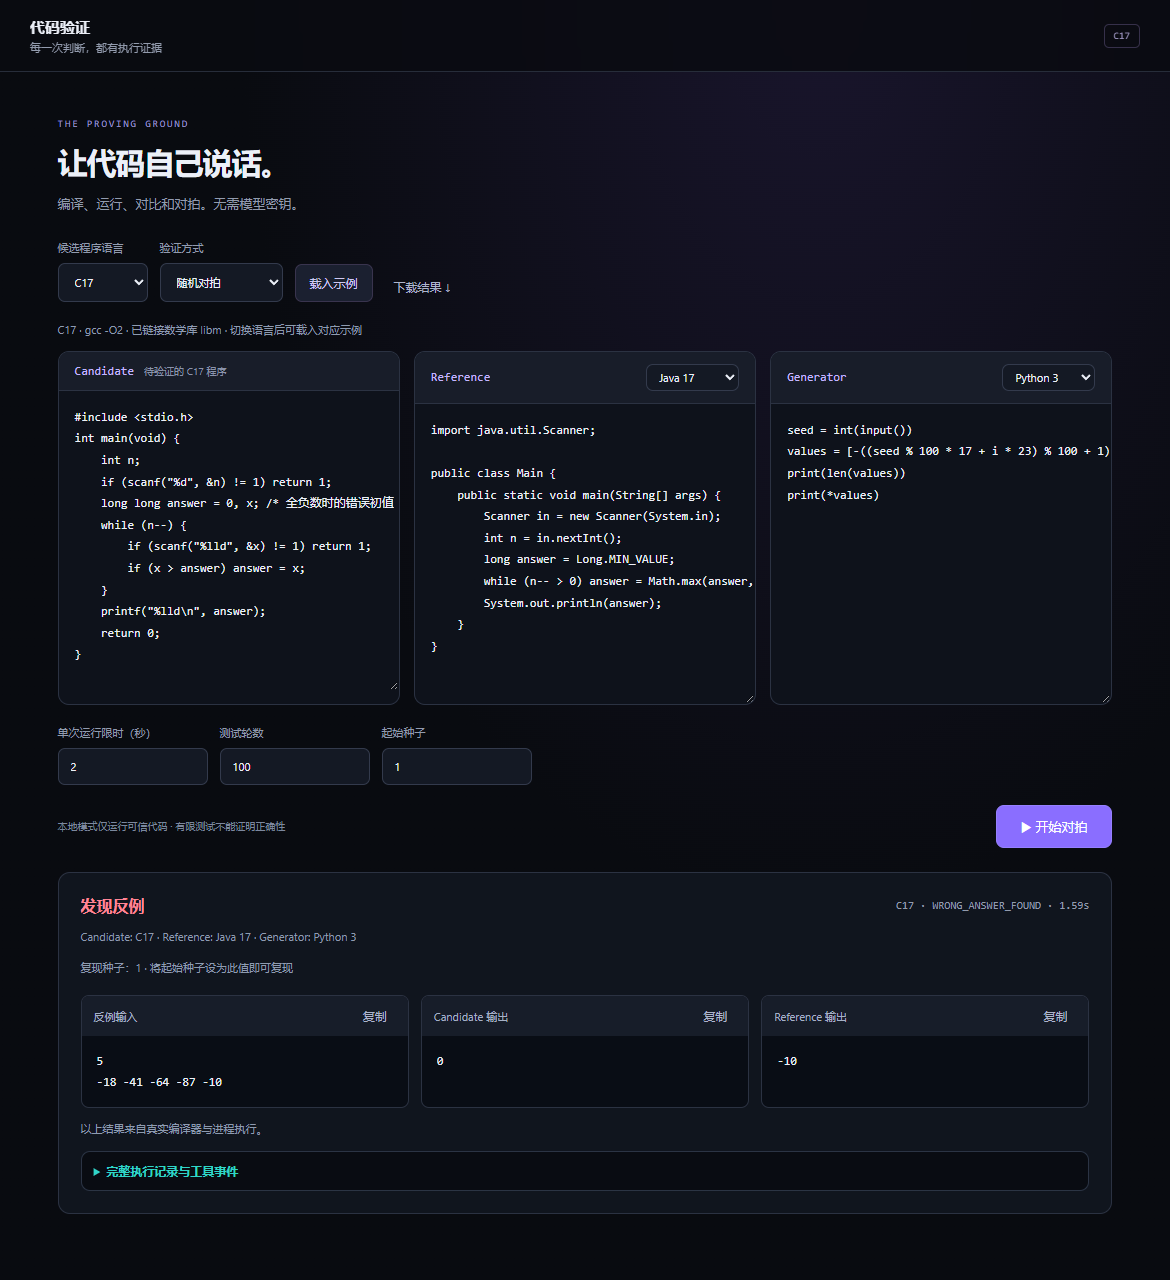 代码验证
每一次判断，都有执行证据
C17
THE PROVING GROUND
让代码自己说话。
编译、运行、对比和对拍。无需模型密钥。
候选程序语言
验证方式
C17
随机对拍
载入示例
下载结果 ↓
C17 · gcc -O2 · 已链接数学库 libm · 切换语言后可载入对应示例
Candidate 待验证的 C17 程序
#include <stdio.h>
int main(void) {
    int n;
    if (scanf("%d", &n) != 1) return 1;
    long long answer = 0, x; /* 全负数时的错误初值
    while (n--) {
        if (scanf("%lld", &x) != 1) return 1;
        if (x > answer) answer = x;
    }
    printf("%lld\n", answer);
    return 0;
}
Reference
Java 17
import java.util.Scanner;
public class Main {
    public static void main(String[] args) {
        Scanner in = new Scanner(System.in);
        int n = in.nextInt();
        long answer = Long.MIN_VALUE;
        while (n-- > 0) answer = Math.max(answer,
        System.out.println(answer);
    }
}
Generator
Python 3
seed = int(input())
values = [-((seed % 100 * 17 + i * 23) % 100 + 1)
print(len(values))
print(*values)
单次运行限时（秒）
测试轮数
起始种子
2
100
1
本地模式仅运行可信代码 · 有限测试不能证明正确性
▶ 开始对拍
发现反例
C17 · WRONG_ANSWER_FOUND · 1.59s
Candidate: C17 · Reference: Java 17 · Generator: Python 3
复现种子：1 · 将起始种子设为此值即可复现
反例输入
复制
5
-18 -41 -64 -87 -10
Candidate 输出
复制
0
Reference 输出
复制
-10
以上结果来自真实编译器与进程执行。
▶ 完整执行记录与工具事件